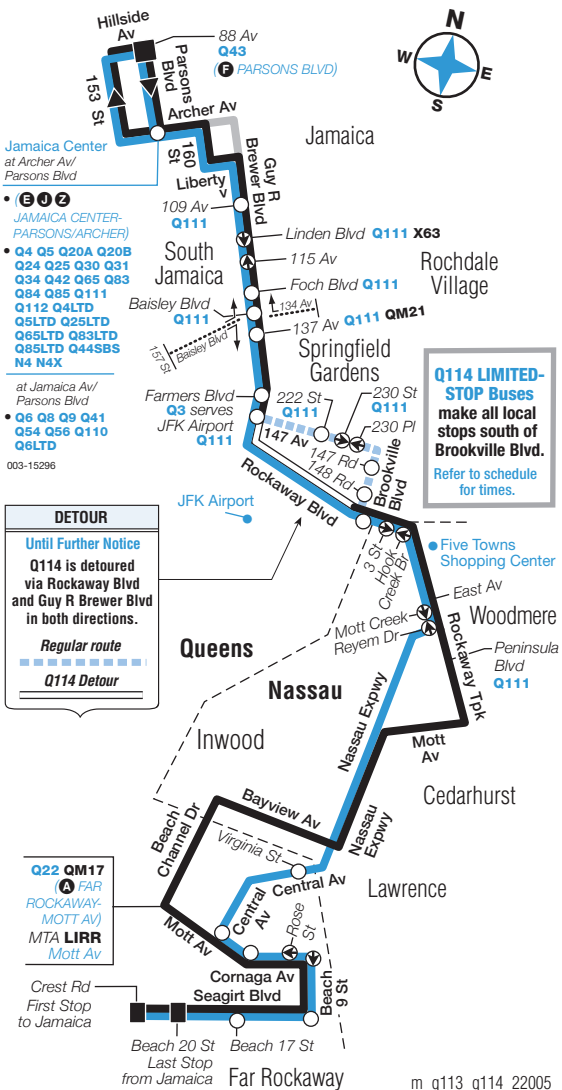 Hillside
Av
88 Av
Q43
(F PARSONS BLVD)
N
W
E
S
Parsons
Blvd
153 St
Archer Av
Jamaica
Jamaica Center
at Archer Av/
Parsons Blvd
• (E J Z
JAMAICA CENTER-
PARSONS/ARCHER)
• Q4 Q5 Q20A Q20B
Q24 Q25 Q30 Q31
Q34 Q42 Q65 Q83
Q84 Q85 Q111
Q112 Q4LTD
Q5LTD Q25LTD
Q65LTD Q83LTD
Q85LTD Q44SBS
N4 N4X
at Jamaica Av/
Parsons Blvd
• Q6 Q8 Q9 Q41
Q54 Q56 Q110
Q6LTD
003-15296
160
St
Liberty
v
Guy R
Brewer Blvd
109 Av
Q111
Linden Blvd Q111 X63
115 Av
South
Jamaica
Foch Blvd Q111
Rochdale
Village
Baisley Blvd
Q111
134 Av
137 Av Q111 QM21
157 St
Baisley Blvd
Springfield
Gardens
Farmers Blvd
Q3 serves
JFK Airport
Q111
222 St
Q111
230 St
Q111
230 Pl
147 Av
147 Rd
148 Rd
Brookville
Blvd
Q114 LIMITED-
STOP Buses
make all local
stops south of
Brookville Blvd.
Refer to schedule
for times.
Rockaway Blvd
JFK Airport
DETOUR
Until Further Notice
Q114 is detoured
via Rockaway Blvd
and Guy R Brewer Blvd
in both directions.
Regular route
Q114 Detour
3 St
Hook
Creek Br
Five Towns
Shopping Center
East Av
Mott Creek
Reyem Dr
Woodmere
Rockaway Tpk
Peninsula
Blvd
Q111
Queens
Nassau
Nassau Expwy
Inwood
Mott
Av
Cedarhurst
Bayview Av
Nassau
Expwy
Beach
Channel Dr
Virginia St
Central Av
Lawrence
Q22 QM17
(A FAR
ROCKAWAY-
MOTT AV)
MTA LIRR
Mott Av
Central
Av
Mott Av
Rose
St
Cornaga Av
Seagirt Blvd
Beach
9 St
Crest Rd
First Stop
to Jamaica
Beach 20 St
Last Stop
from Jamaica
Beach 17 St
Far Rockaway
m_q113_q114_22005